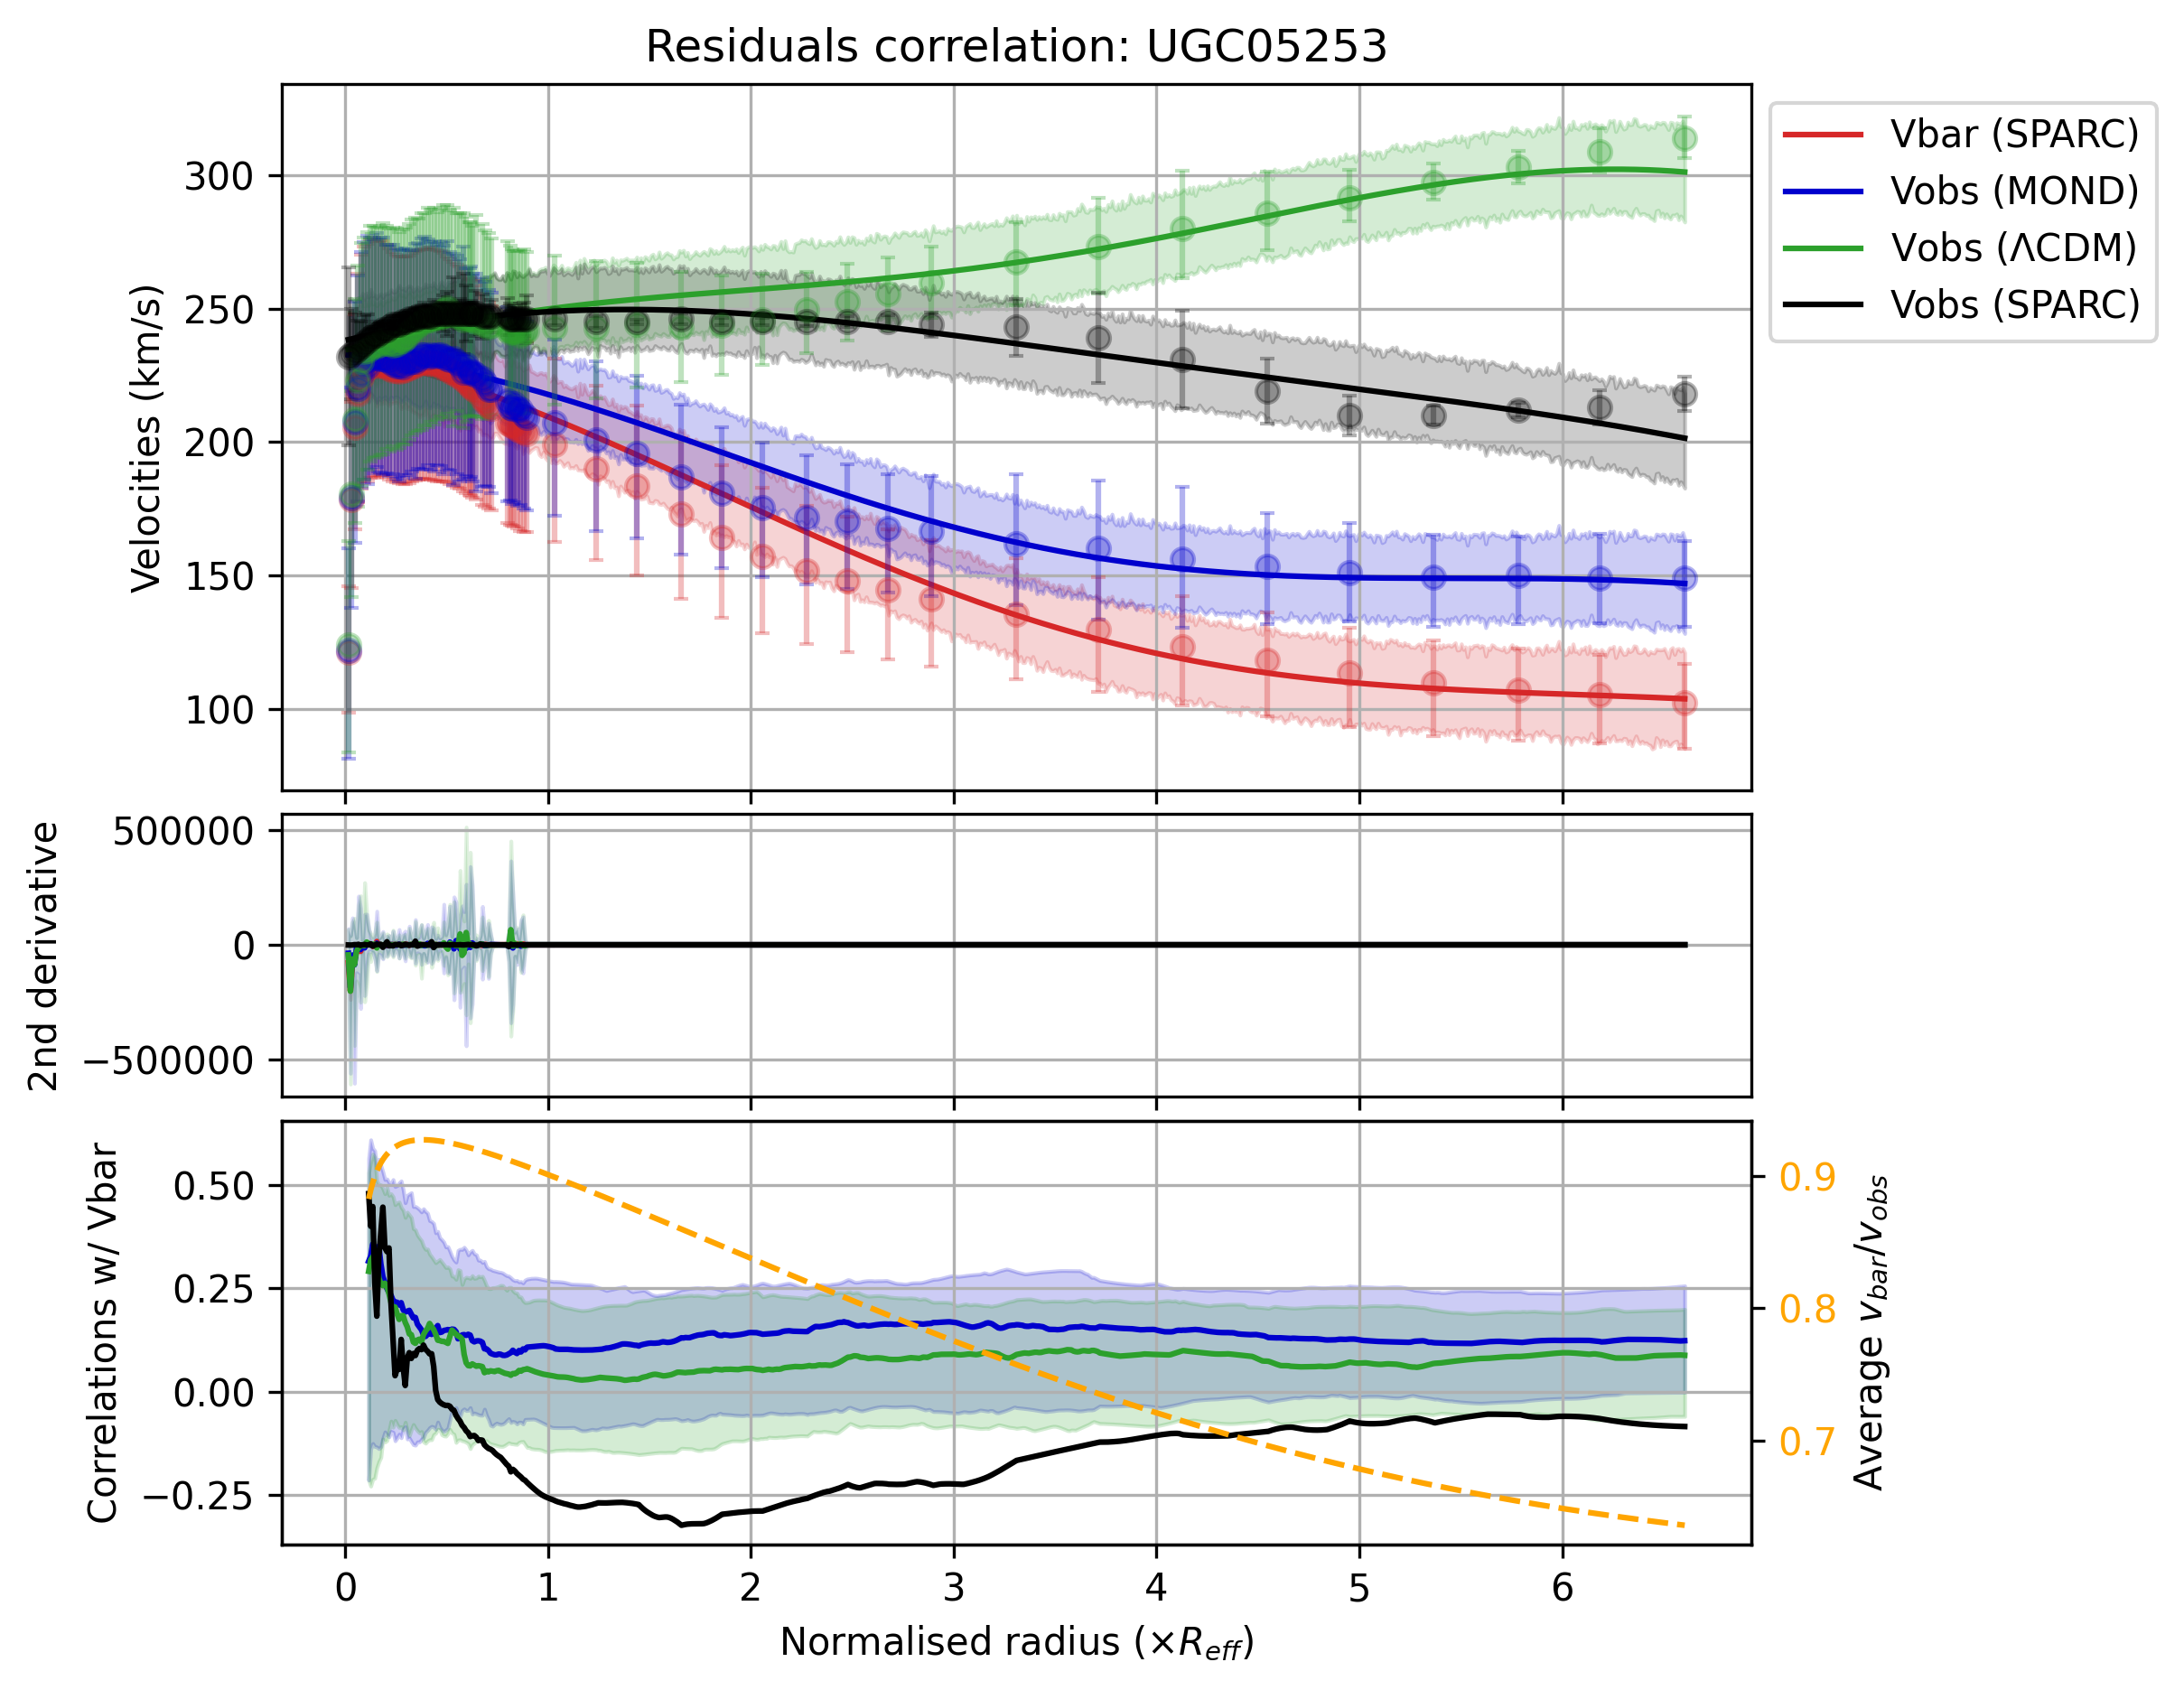 Residuals correlation: UGC05253
Velocities (km/s)
300
250
200
150
100
Vbar (SPARC)
Vobs (MOND)
Vobs (ΛCDM)
Vobs (SPARC)
2nd derivative
500000
0
−500000
Correlations w/ Vbar
0.50
0.25
0.00
−0.25
0.9
0.8
0.7
Average v_bar/v_obs
0 1 2 3 4 5 6
Normalised radius (×R_eff)